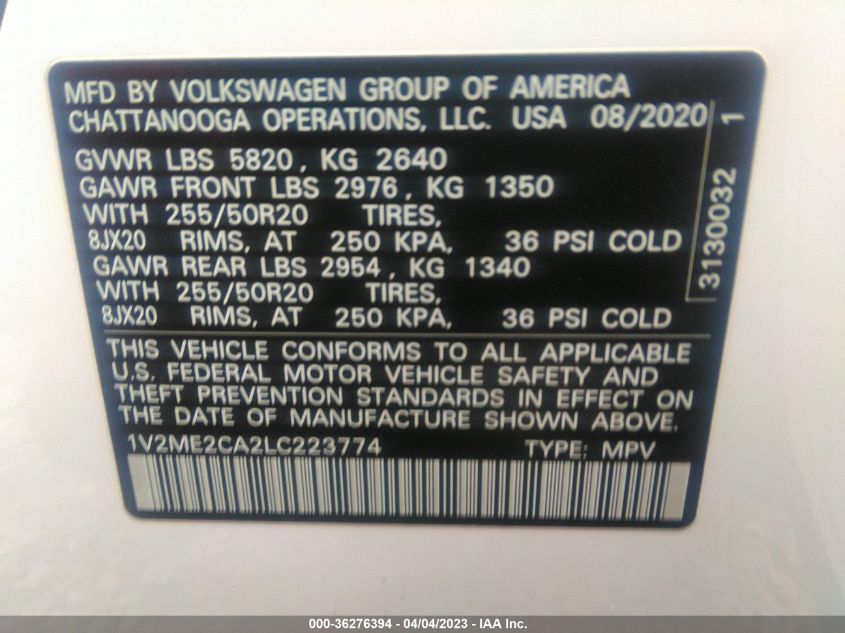 MFD BY VOLKSWAGEN GROUP OF AMERICA
CHATTANOOGA OPERATIONS, LLC. USA 08/2020
GVWR LBS 5820, KG 2640
GAWR FRONT LBS 2976, KG 1350
WITH 255/50R20 TIRES,
8JX20 RIMS, AT 250 KPA, 36 PSI COLD
GAWR REAR LBS 2954, KG 1340
WITH 255/50R20 TIRES,
8JX20 RIMS, AT 250 KPA, 36 PSI COLD
3130032 1
THIS VEHICLE CONFORMS TO ALL APPLICABLE
U.S. FEDERAL MOTOR VEHICLE SAFETY AND
THEFT PREVENTION STANDARDS IN EFFECT ON
THE DATE OF MANUFACTURE SHOWN ABOVE.
1V2ME2CA2LC223774 TYPE: MPV
000-36276394 - 04/04/2023 - IAA Inc.